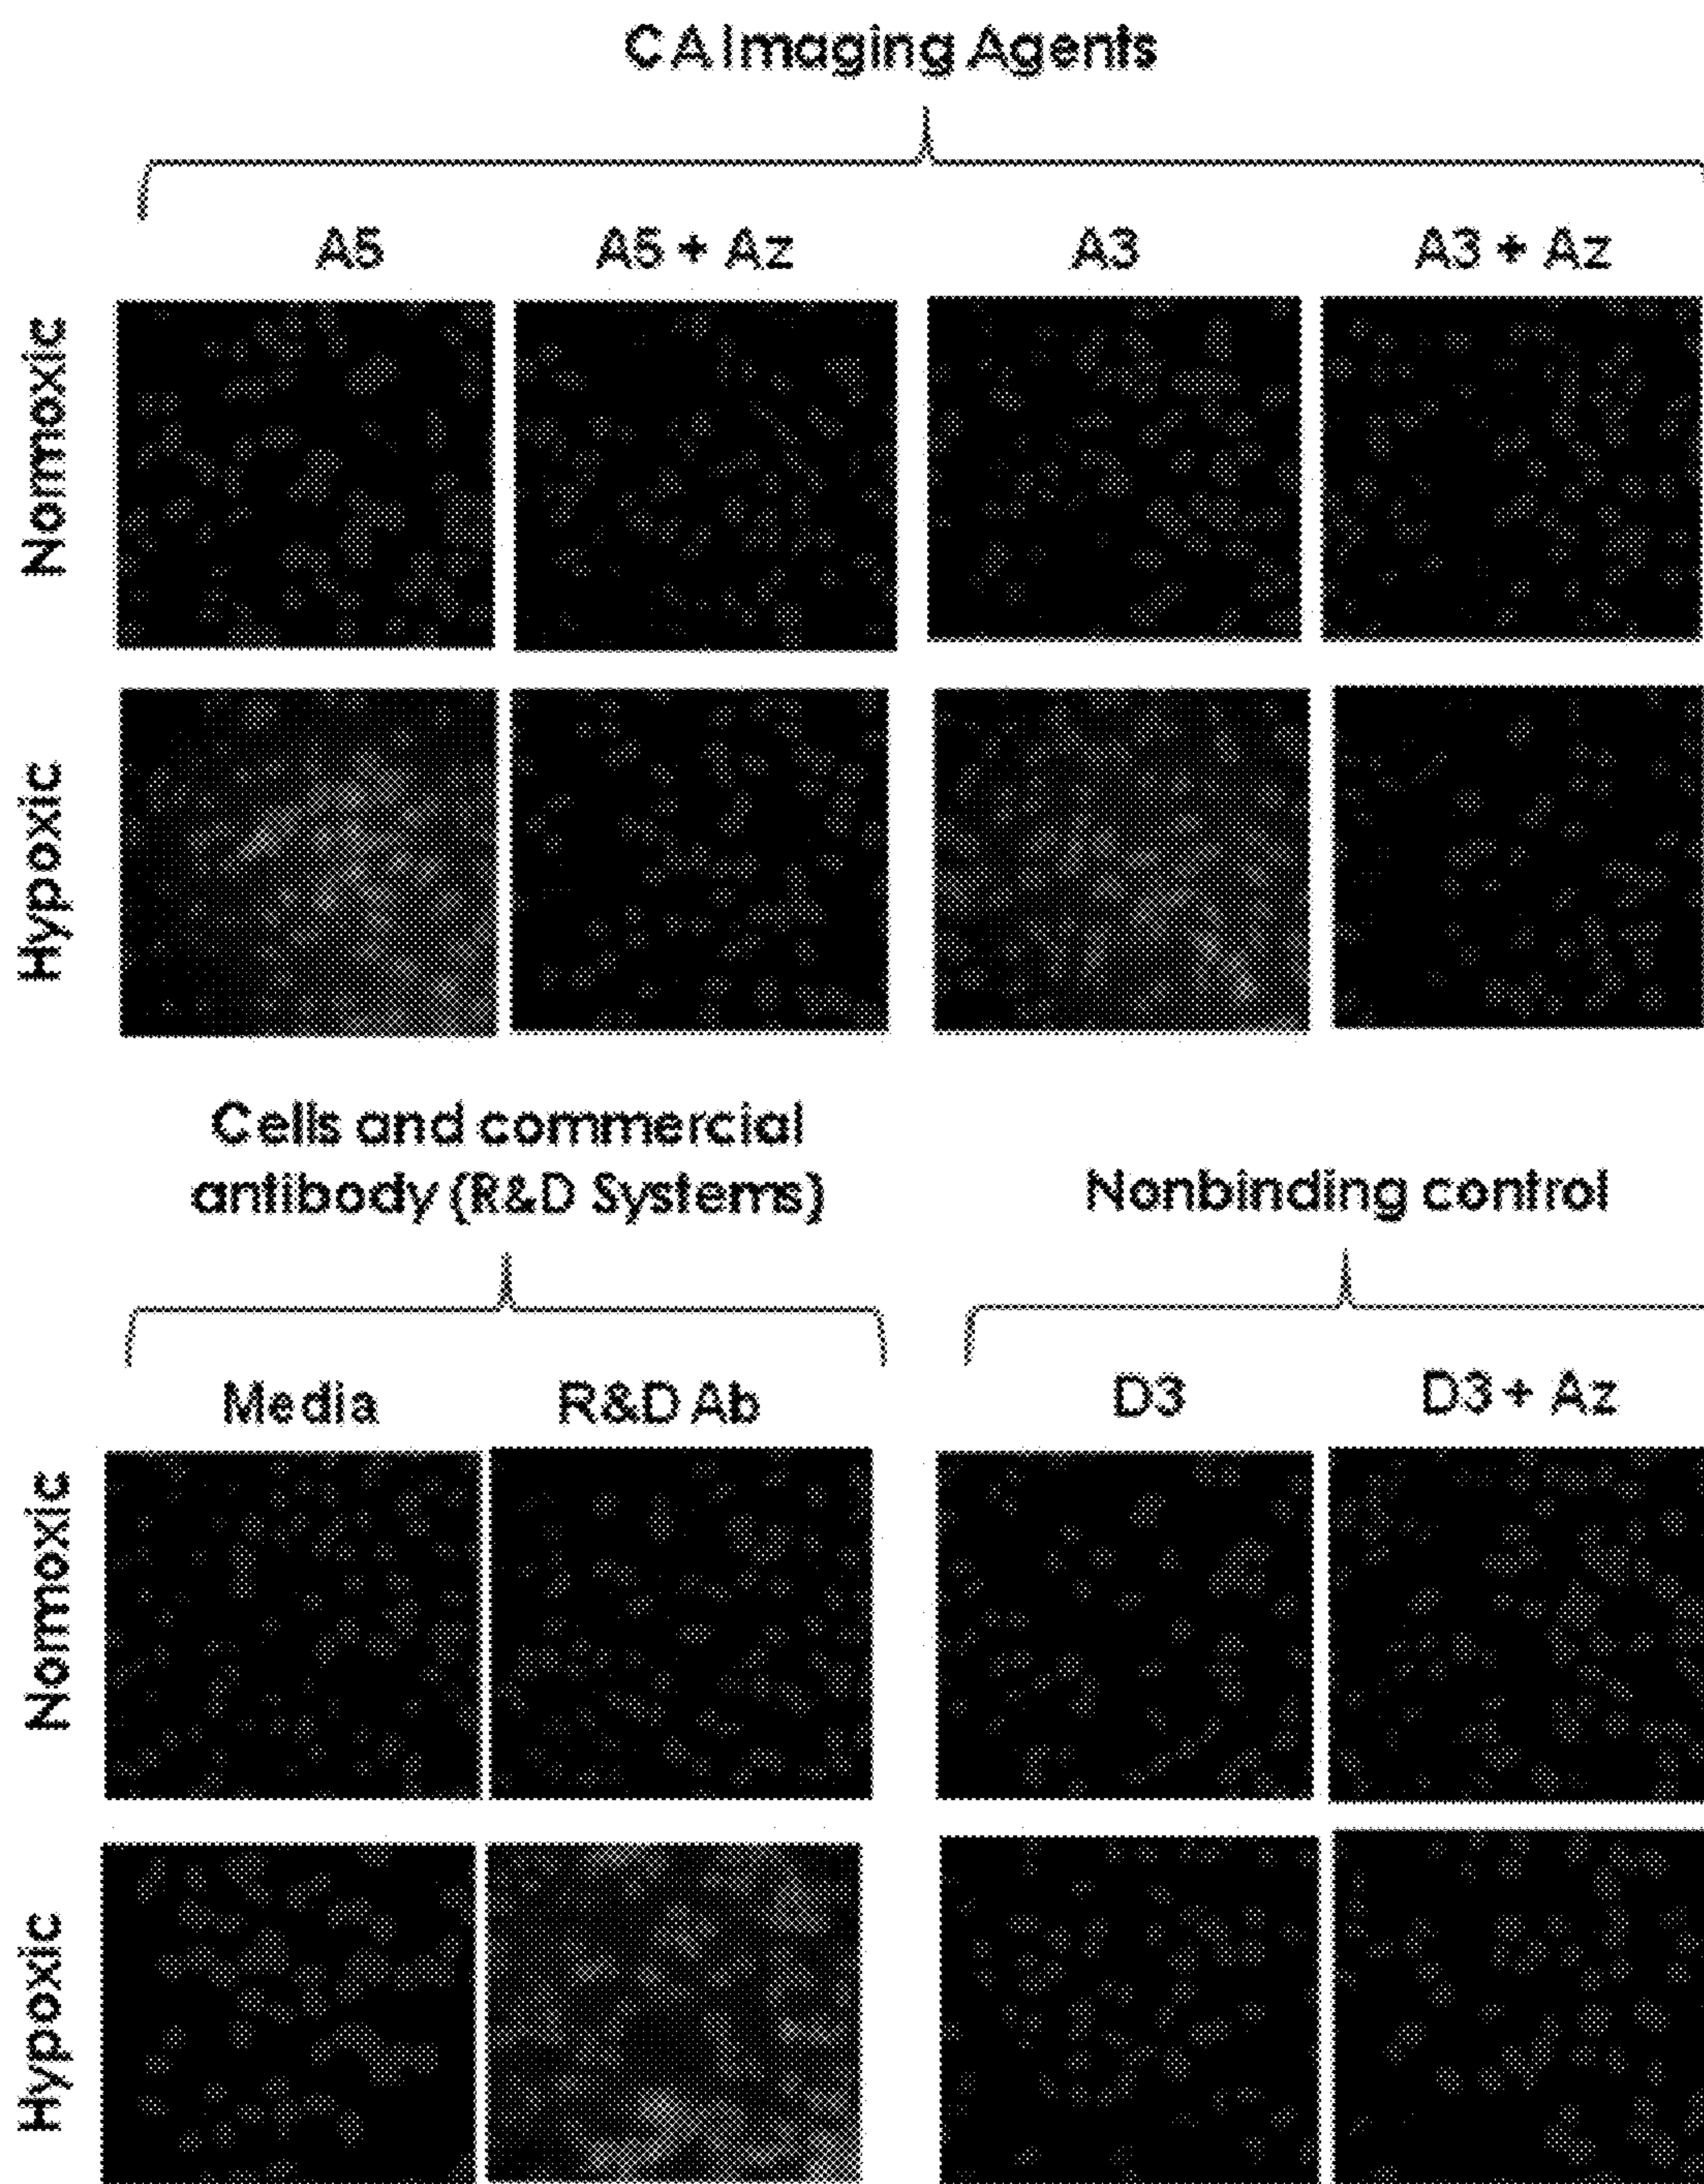 CA Imaging Agents
A5 A5 + Az A3 A3 + Az
Normoxic
Hypoxic
Cells and commercial
antibody (R&D Systems)
Nonbinding control
Media R&D Ab D3 D3 + Az
Normoxic
Hypoxic